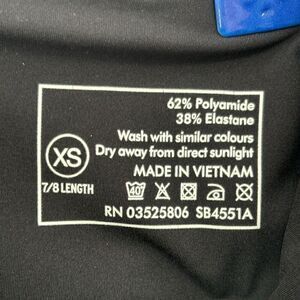 62% Polyamide
38% Elastane
Wash with similar colours
Dry away from direct sunlight
MADE IN VIETNAM
XS
7/8 LENGTH
40
RN 03525806 SB4551A